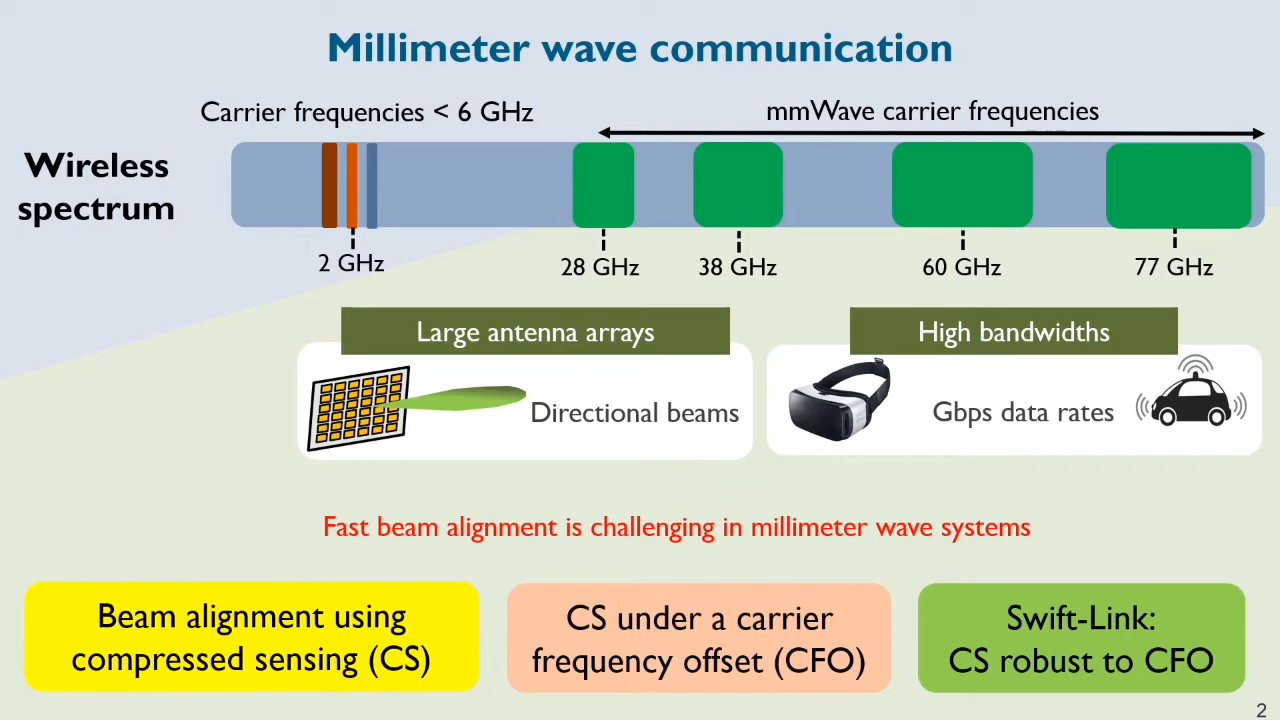 Millimeter wave communication
Carrier frequencies < 6 GHz
mmWave carrier frequencies
Wireless
spectrum
2 GHz
28 GHz
38 GHz
60 GHz
77 GHz
Large antenna arrays
High bandwidths
Directional beams
Gbps data rates
Fast beam alignment is challenging in millimeter wave systems
Beam alignment using
compressed sensing (CS)
CS under a carrier
frequency offset (CFO)
Swift-Link:
CS robust to CFO
2